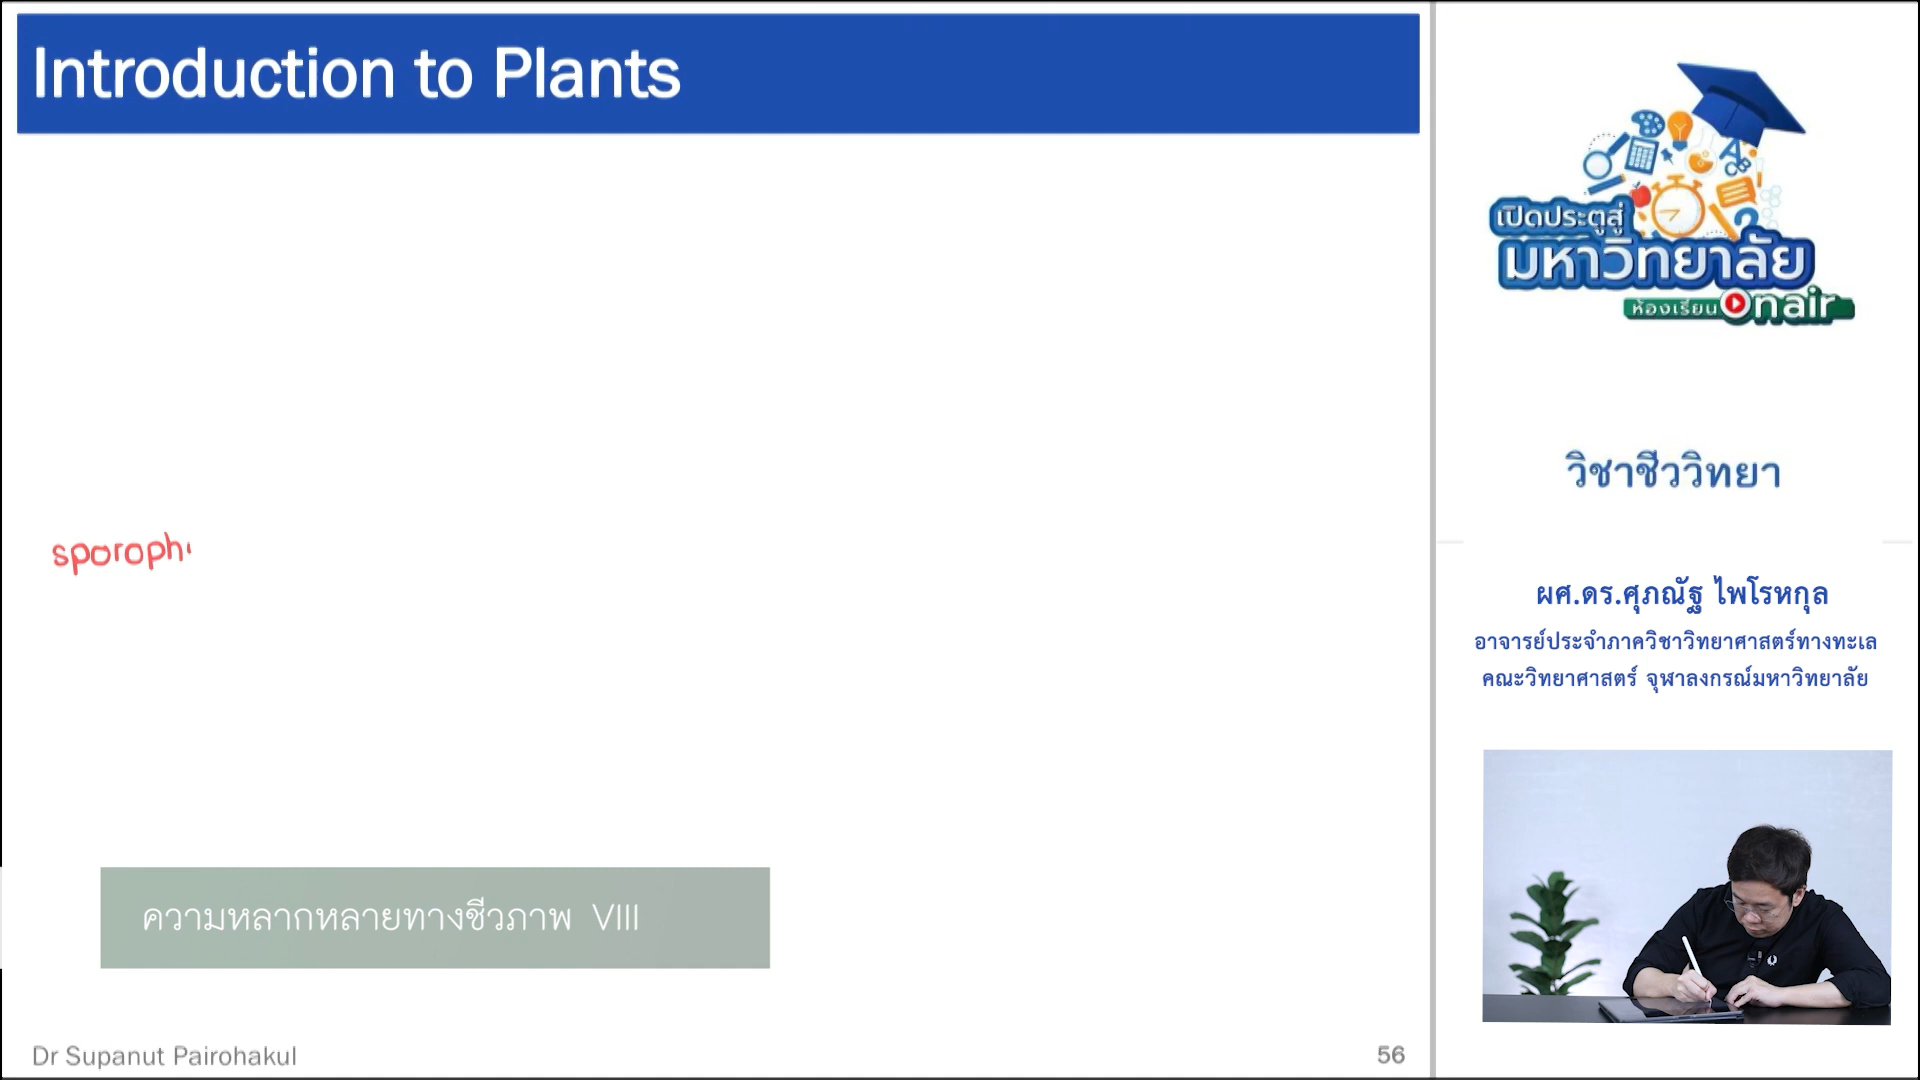 Introduction to Plants
เปิดประตูสู่
มหาวิทยาลัย
ห้องเรียน Onair
วิชาชีววิทยา
sporoph
ผศ.ดร.ศุภณัฐ ไพโรหกุล
อาจารย์ประจำภาควิชาวิทยาศาสตร์ทางทะเล
คณะวิทยาศาสตร์ จุฬาลงกรณ์มหาวิทยาลัย
ความหลากหลายทางชีวภาพ VIII
Dr Supanut Pairohakul
56